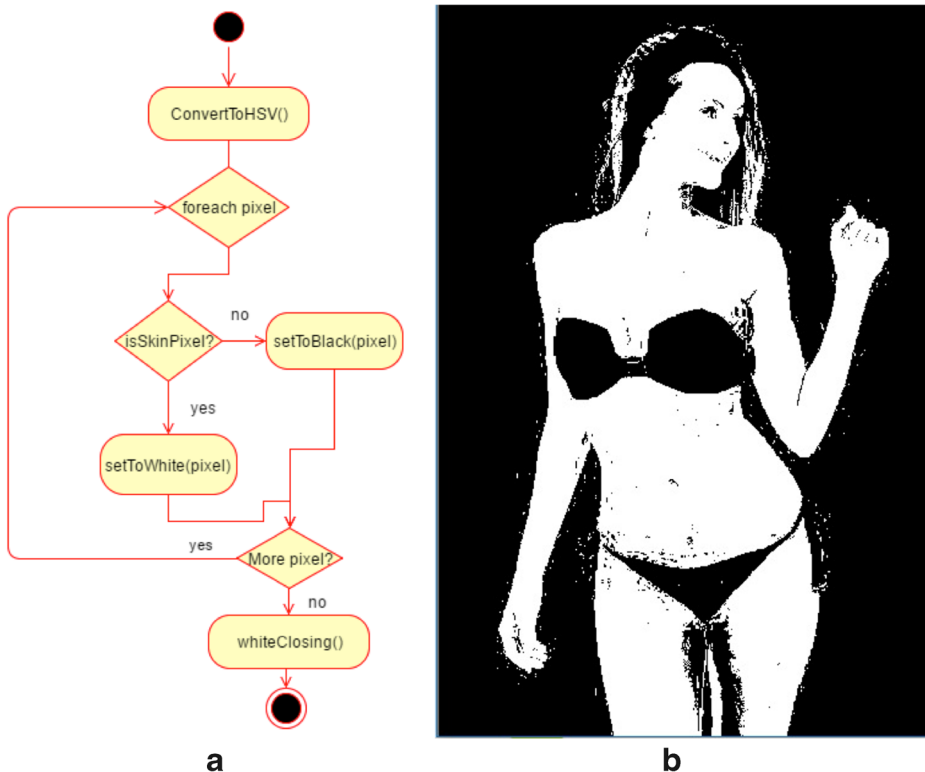 ConvertToHSV()
foreach pixel
no
isSkinPixel?
setToBlack(pixel)
yes
setToWhite(pixel)
yes
More pixel?
no
whiteClosing()
a
b